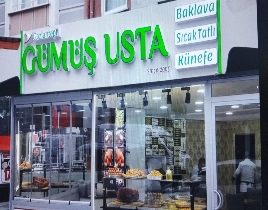 GÜMÜŞ USTA
Baklava
Sıcak Tatlı
Künefe